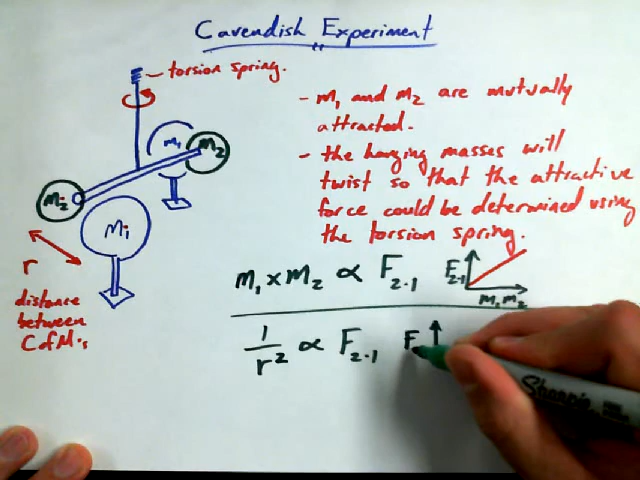 Cavendish Experiment
torsion spring.
m₁
m₂
m₂
m₁
r
distance
between
C of M.s
- m₁ and m₂ are mutually
attracted.
- the hanging masses will
twist so that the attractive
force could be determined using
the torsion spring.
m₁ x m₂ ∝ F₂₋₁
F₂₋₁
m₁m₂
1/r² ∝ F₂₋₁
F
Sharpie